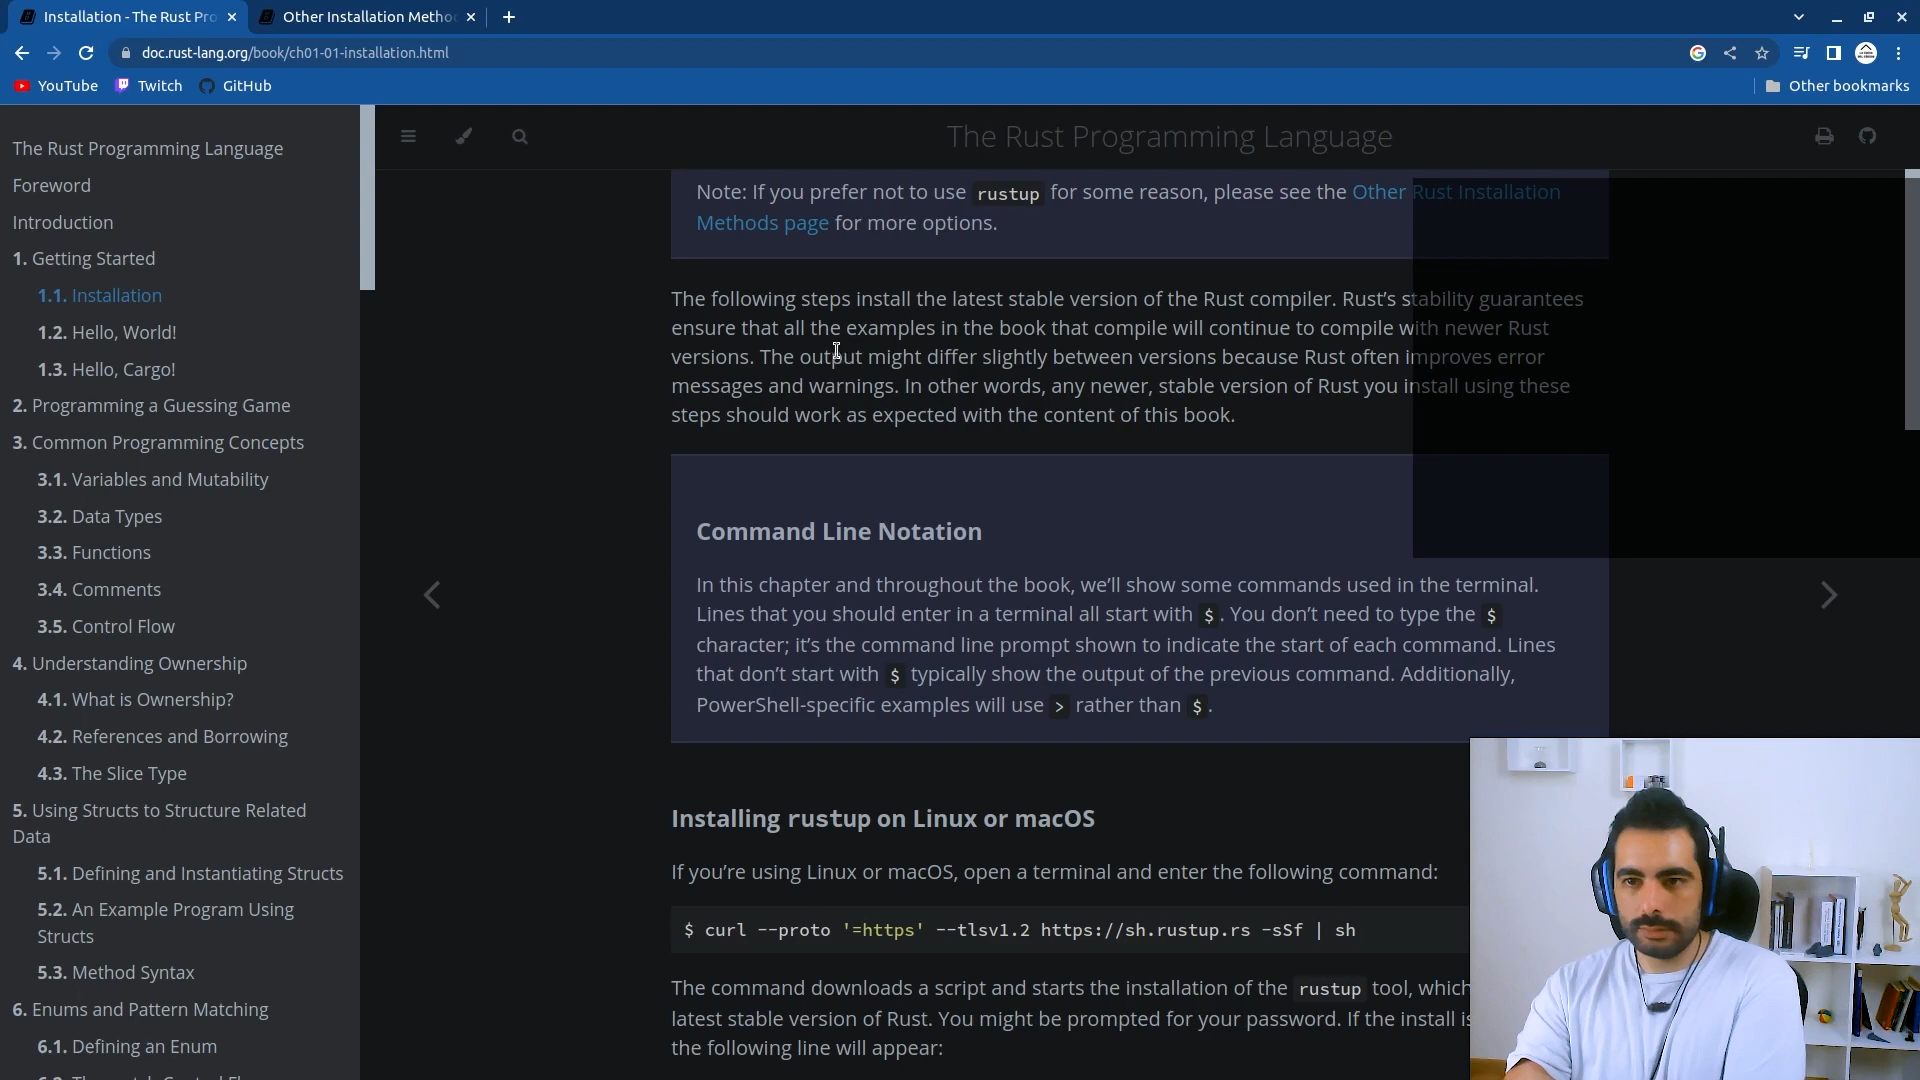 Installation - The Rust Pro
Other Installation Metho
doc.rust-lang.org/book/ch01-01-installation.html
YouTube
Twitch
GitHub
Other bookmarks
The Rust Programming Language
Foreword
Introduction
1. Getting Started
1.1. Installation
1.2. Hello, World!
1.3. Hello, Cargo!
2. Programming a Guessing Game
3. Common Programming Concepts
3.1. Variables and Mutability
3.2. Data Types
3.3. Functions
3.4. Comments
3.5. Control Flow
4. Understanding Ownership
4.1. What is Ownership?
4.2. References and Borrowing
4.3. The Slice Type
5. Using Structs to Structure Related
Data
5.1. Defining and Instantiating Structs
5.2. An Example Program Using
Structs
5.3. Method Syntax
6. Enums and Pattern Matching
6.1. Defining an Enum
The Rust Programming Language
Note: If you prefer not to use rustup for some reason, please see the Other Rust Installation
Methods page for more options.
The following steps install the latest stable version of the Rust compiler. Rust’s stability guarantees
ensure that all the examples in the book that compile will continue to compile with newer Rust
versions. The output might differ slightly between versions because Rust often improves error
messages and warnings. In other words, any newer, stable version of Rust you install using these
steps should work as expected with the content of this book.
Command Line Notation
In this chapter and throughout the book, we’ll show some commands used in the terminal.
Lines that you should enter in a terminal all start with $. You don’t need to type the $
character; it’s the command line prompt shown to indicate the start of each command. Lines
that don’t start with $ typically show the output of the previous command. Additionally,
PowerShell-specific examples will use > rather than $.
Installing rustup on Linux or macOS
If you’re using Linux or macOS, open a terminal and enter the following command:
$ curl --proto '=https' --tlsv1.2 https://sh.rustup.rs -sSf | sh
The command downloads a script and starts the installation of the rustup tool, which
latest stable version of Rust. You might be prompted for your password. If the install is
the following line will appear: